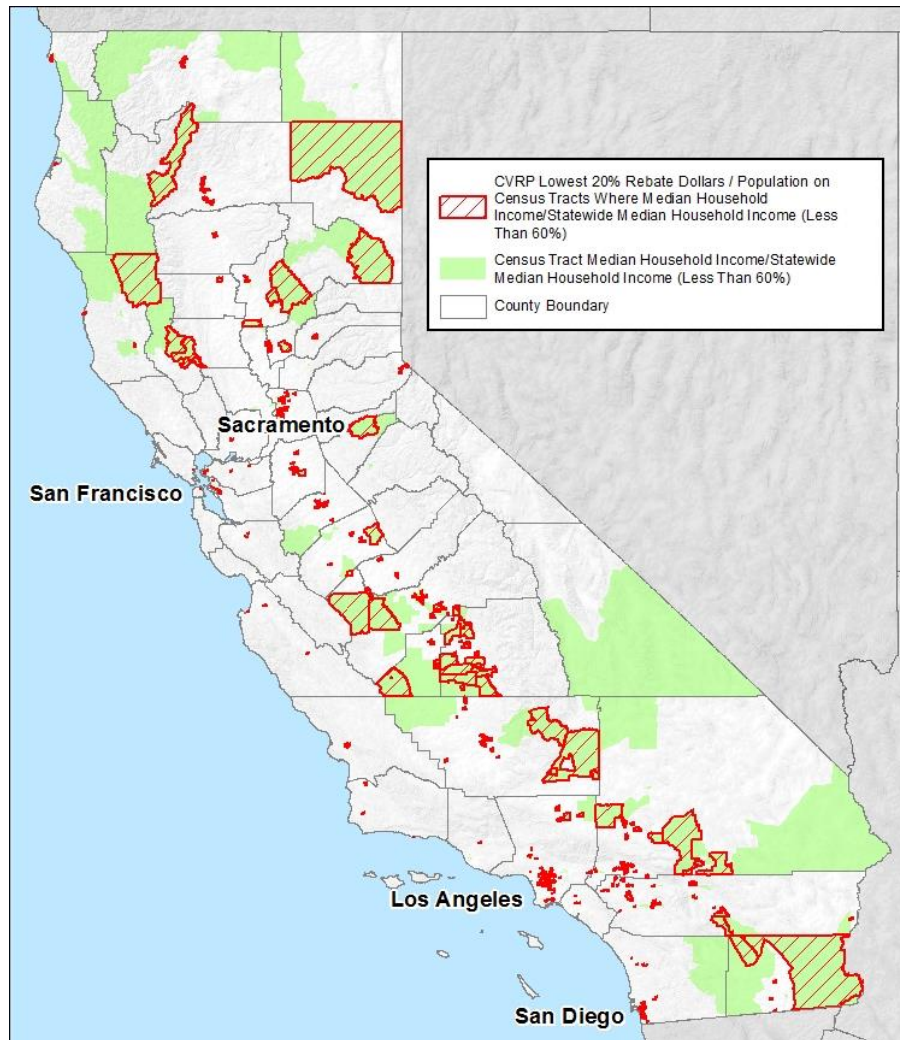 CVRP Lowest 20% Rebate Dollars / Population on
Census Tracts Where Median Household
Income/Statewide Median Household Income (Less
Than 60%)
Census Tract Median Household Income/Statewide
Median Household Income (Less Than 60%)
County Boundary
Sacramento
San Francisco
Los Angeles
San Diego